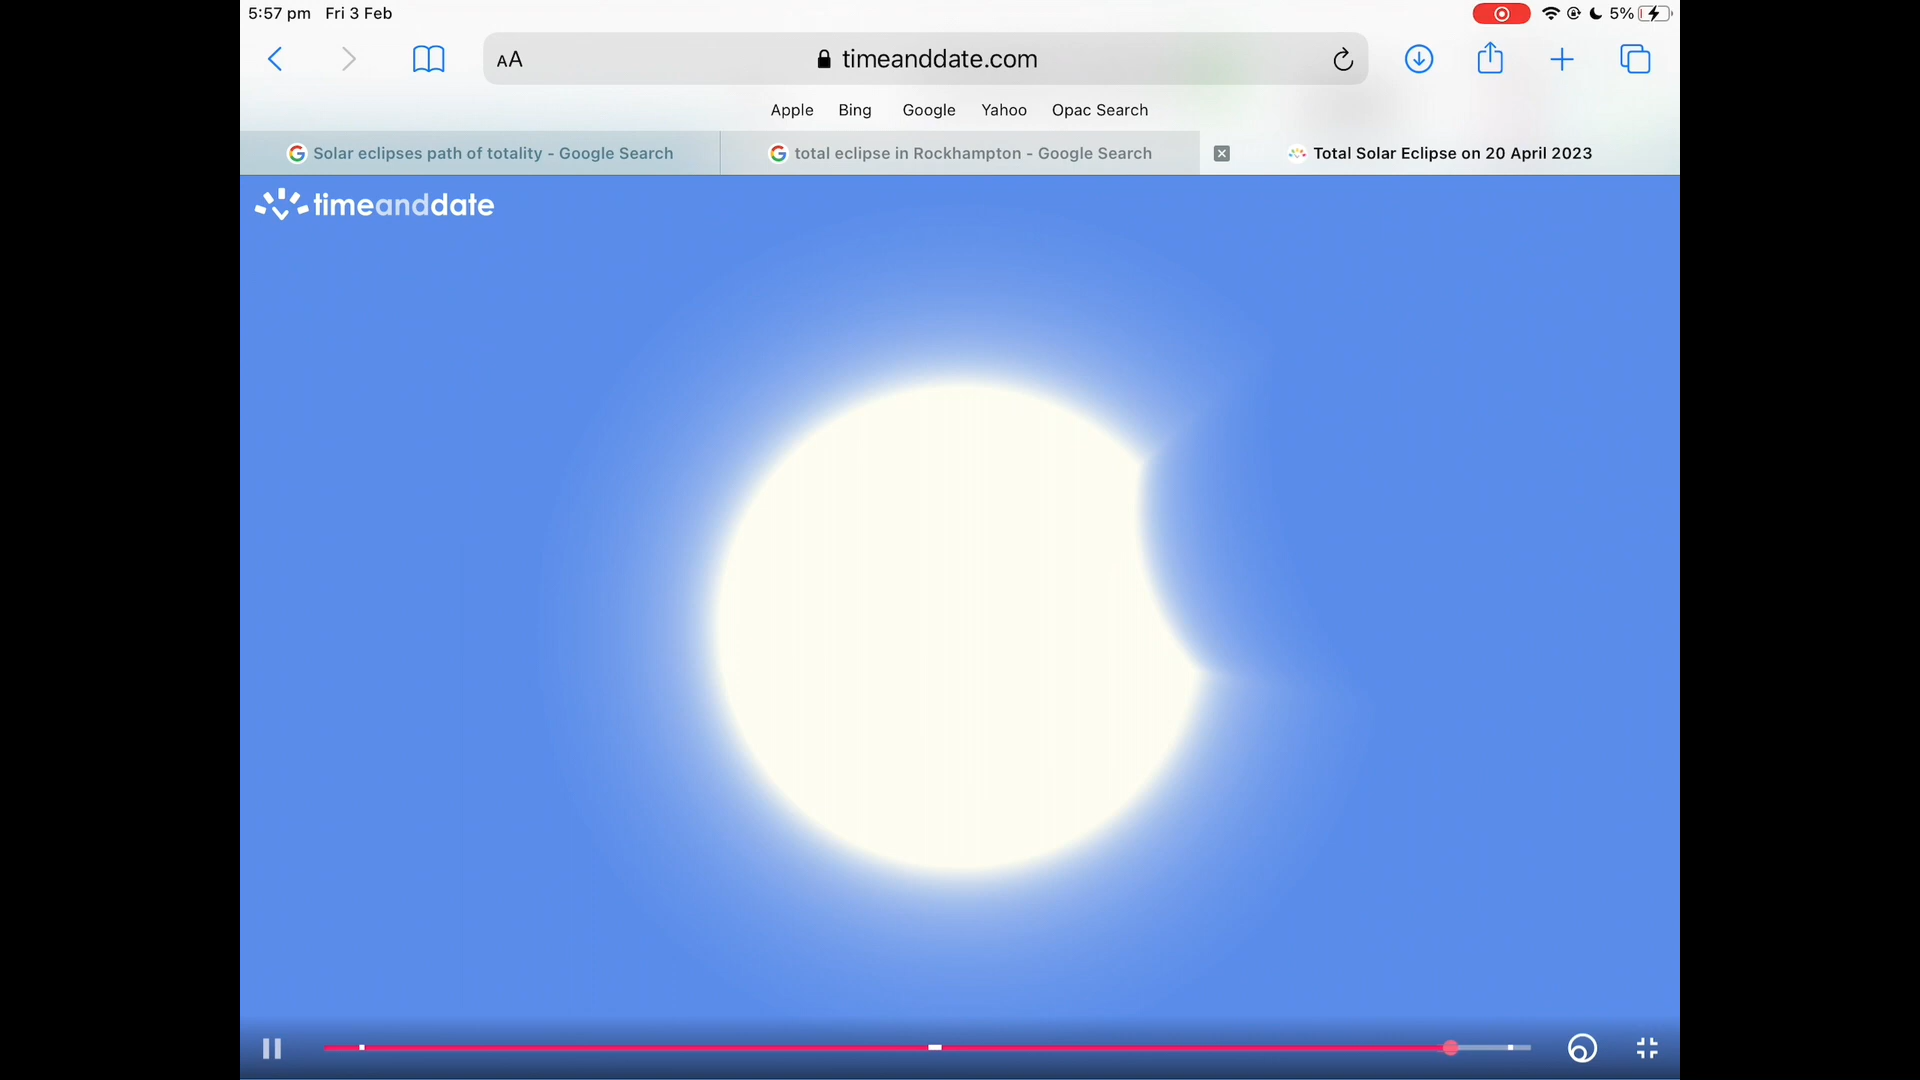 5:57 pm Fri 3 Feb 5%
AA timeanddate.com
Apple Bing Google Yahoo Opac Search
Solar eclipses path of totality - Google Search total eclipse in Rockhampton - Google Search Total Solar Eclipse on 20 April 2023
timeanddate